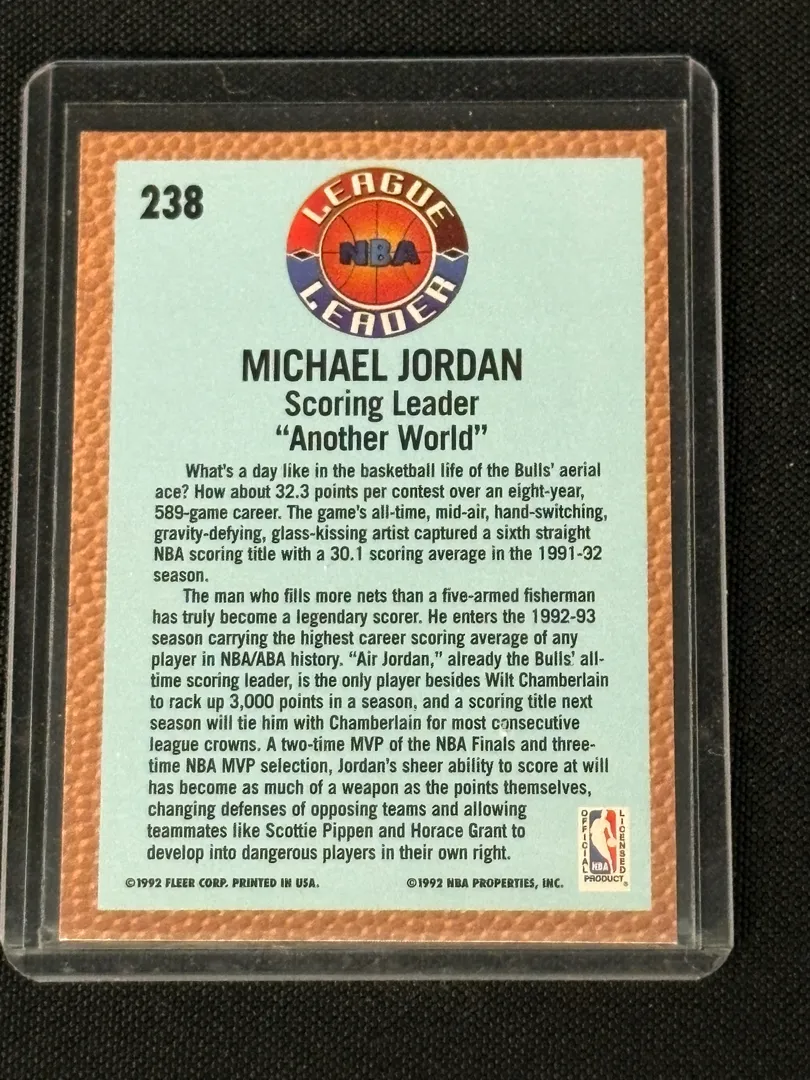 238
LEAGUE
NBA
LEADER
MICHAEL JORDAN
Scoring Leader
“Another World”
What's a day like in the basketball life of the Bulls' aerial
ace? How about 32.3 points per contest over an eight-year,
589-game career. The game's all-time, mid-air, hand-switching,
gravity-defying, glass-kissing artist captured a sixth straight
NBA scoring title with a 30.1 scoring average in the 1991-92
season.
The man who fills more nets than a five-armed fisherman
has truly become a legendary scorer. He enters the 1992-93
season carrying the highest career scoring average of any
player in NBA/ABA history. “Air Jordan,” already the Bulls' all-
time scoring leader, is the only player besides Wilt Chamberlain
to rack up 3,000 points in a season, and a scoring title next
season will tie him with Chamberlain for most consecutive
league crowns. A two-time MVP of the NBA Finals and three-
time NBA MVP selection, Jordan's sheer ability to score at will
has become as much of a weapon as the points themselves,
changing defenses of opposing teams and allowing
teammates like Scottie Pippen and Horace Grant to
develop into dangerous players in their own right.
OFFICIAL
LICENSED
NBA
PRODUCT®
©1992 FLEER CORP. PRINTED IN USA.
©1992 NBA PROPERTIES, INC.